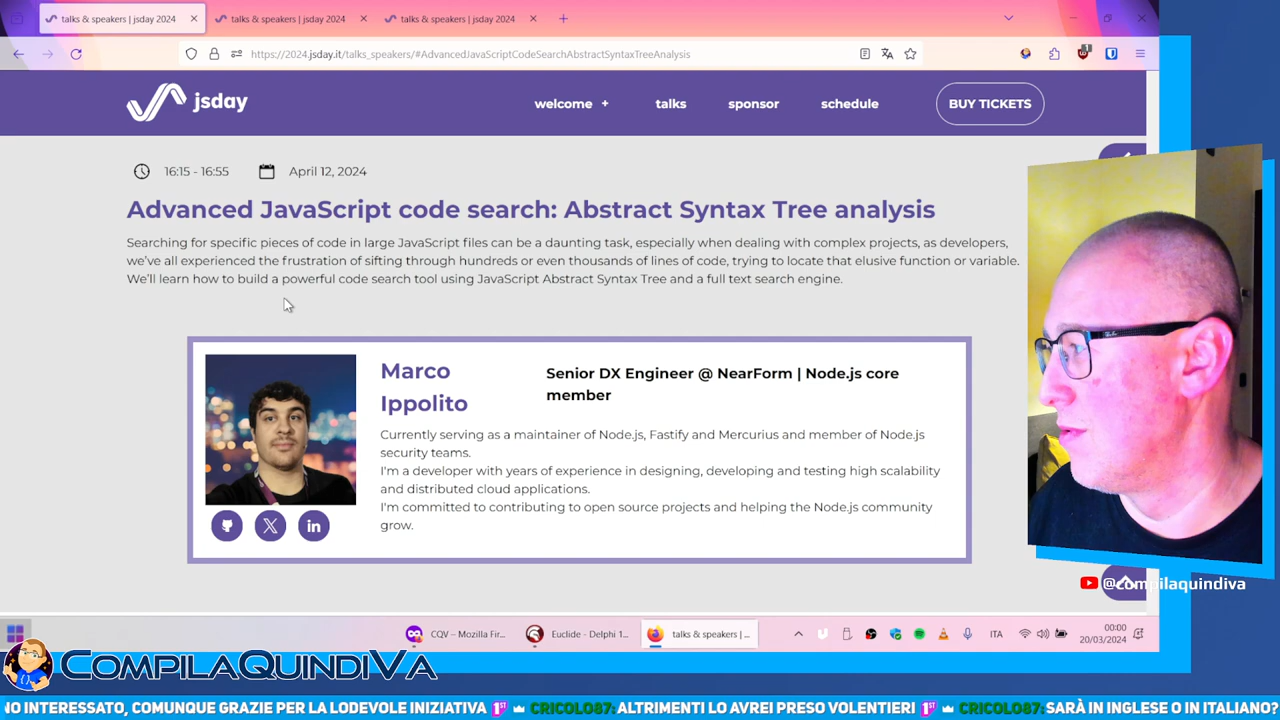 talks & speakers | jsday 2024
talks & speakers | jsday 2024
talks & speakers | jsday 2024
https://2024.jsday.it/talks_speakers/#AdvancedJavaScriptCodeSearchAbstractSyntaxTreeAnalysis
1
jsday
welcome +
talks
sponsor
schedule
BUY TICKETS
16:15 - 16:55
April 12, 2024
Advanced JavaScript code search: Abstract Syntax Tree analysis
Searching for specific pieces of code in large JavaScript files can be a daunting task, especially when dealing with complex projects, as developers,
we've all experienced the frustration of sifting through hundreds or even thousands of lines of code, trying to locate that elusive function or variable.
We'll learn how to build a powerful code search tool using JavaScript Abstract Syntax Tree and a full text search engine.
Marco
Ippolito
Senior DX Engineer @ NearForm | Node.js core
member
Currently serving as a maintainer of Node.js, Fastify and Mercurius and member of Node.js
security teams.
I'm a developer with years of experience in designing, developing and testing high scalability
and distributed cloud applications.
I'm committed to contributing to open source projects and helping the Node.js community
grow.
@compilaquindiva
CQV – Mozilla Fir...
Euclide - Delphi 1...
talks & speakers | ...
ITA
00:00
20/03/2024
COMPILAQUINDIVA
NO INTERESSATO, COMUNQUE GRAZIE PER LA LODEVOLE INIZIATIVA 1ST CRICOLO87: ALTRIMENTI LO AVREI PRESO VOLENTIERI 1ST CRICOLO87: SARÀ IN INGLESE O IN ITALIANO?